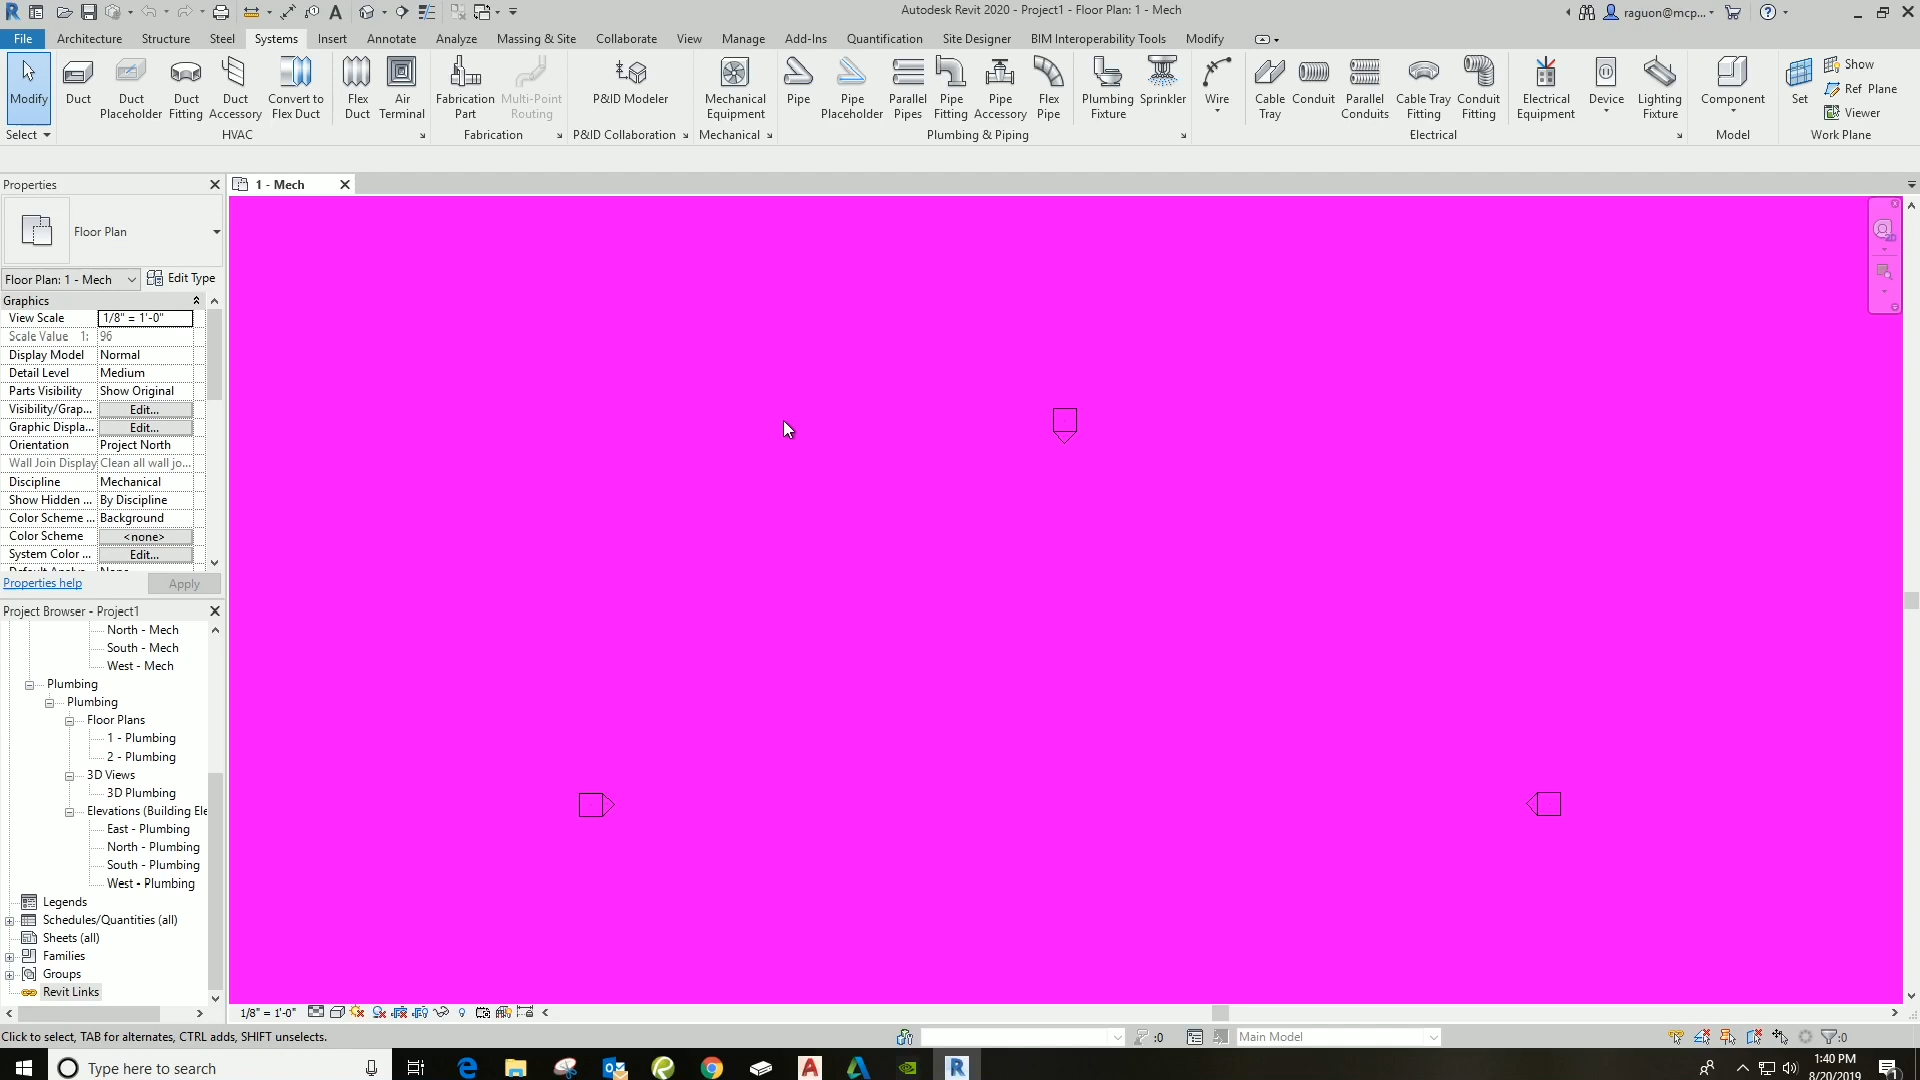 Autodesk Revit 2020 - Project1 - Floor Plan: 1 - Mech
raguon@mcp...
File Architecture Structure Steel Systems Insert Annotate Analyze Massing & Site Collaborate View Manage Add-Ins Quantification Site Designer BIM Interoperability Tools Modify
Modify
Duct
Duct Placeholder
Duct Fitting
Duct Accessory
Convert to Flex Duct
Flex Duct
Air Terminal
Fabrication Part
Multi-Point Routing
P&ID Modeler
Mechanical Equipment
Pipe
Pipe Placeholder
Parallel Pipes
Pipe Fitting
Pipe Accessory
Flex Pipe
Plumbing Fixture
Sprinkler
Wire
Cable Tray
Conduit
Parallel Conduits
Cable Tray Fitting
Conduit Fitting
Electrical Equipment
Device
Lighting Fixture
Component
Set
Show
Ref Plane
Viewer
Select HVAC Fabrication P&ID Collaboration Mechanical Plumbing & Piping Electrical Model Work Plane
Properties
1 - Mech
Floor Plan
Floor Plan: 1 - Mech Edit Type
Graphics
View Scale 1/8" = 1'-0"
Scale Value 1: 96
Display Model Normal
Detail Level Medium
Parts Visibility Show Original
Visibility/Grap... Edit...
Graphic Displa... Edit...
Orientation Project North
Wall Join Display Clean all wall jo...
Discipline Mechanical
Show Hidden ... By Discipline
Color Scheme ... Background
Color Scheme <none>
System Color ... Edit...
Properties help Apply
Project Browser - Project1
North - Mech
South - Mech
West - Mech
Plumbing
Plumbing
Floor Plans
1 - Plumbing
2 - Plumbing
3D Views
3D Plumbing
Elevations (Building Ele
East - Plumbing
North - Plumbing
South - Plumbing
West - Plumbing
Legends
Schedules/Quantities (all)
Sheets (all)
Families
Groups
Revit Links
1/8" = 1'-0"
Click to select, TAB for alternates, CTRL adds, SHIFT unselects.
:0
Main Model
:0
Type here to search
1:40 PM
8/20/2019